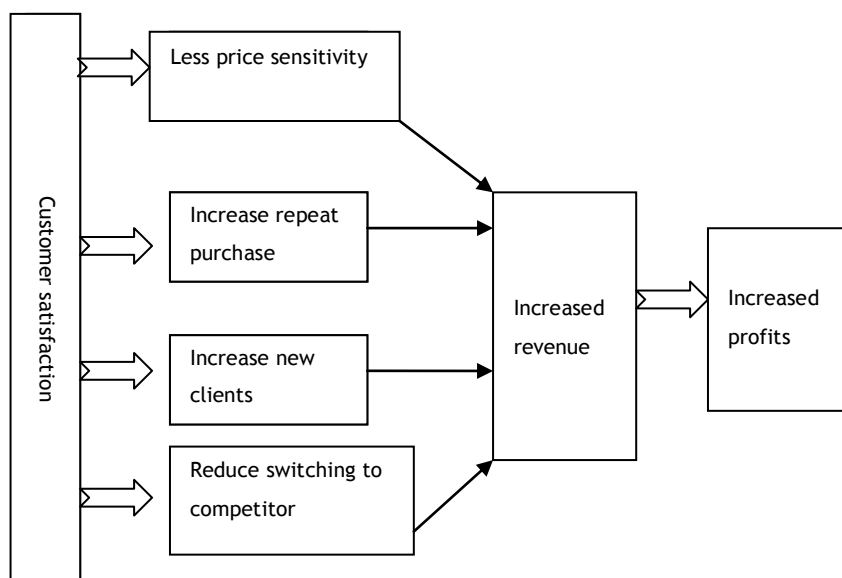 Customer satisfaction
Less price sensitivity
Increase repeat
purchase
Increase new
clients
Reduce switching to
competitor
Increased
revenue
Increased
profits